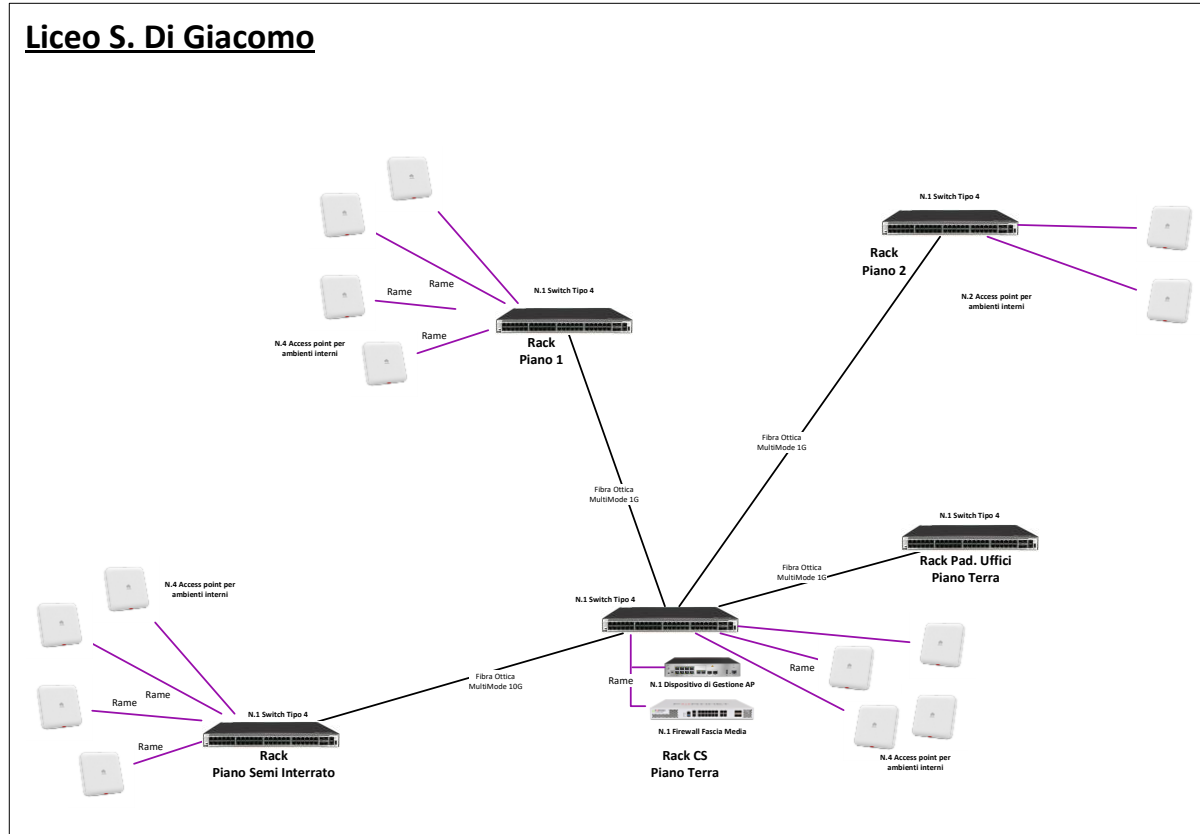 Liceo S. Di Giacomo
N.1 Switch Tipo 4
Rack
Piano 2
N.2 Access point per
ambienti interni
Rame
Rame
Rame
N.4 Access point per
ambienti interni
N.1 Switch Tipo 4
Rack
Piano 1
Fibra Ottica
MultiMode 1G
Fibra Ottica
MultiMode 1G
N.1 Switch Tipo 4
Rack Pad. Uffici
Piano Terra
Fibra Ottica
MultiMode 1G
N.4 Access point per
ambienti interni
Rame
Rame
Rame
N.1 Switch Tipo 4
Rack
Piano Semi Interrato
Fibra Ottica
MultiMode 10G
N.1 Switch Tipo 4
Rame
N.1 Dispositivo di Gestione AP
N.1 Firewall Fascia Media
Rack CS
Piano Terra
Rame
N.4 Access point per
ambienti interni